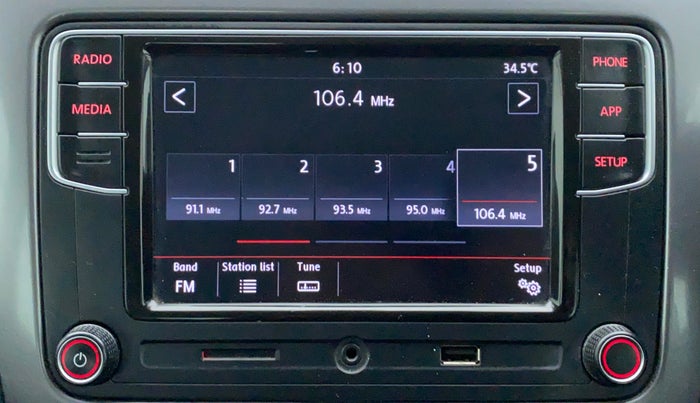 RADIO
MEDIA
6:10
34.5°C
106.4 MHz
1
2
3
4
5
91.1 MHz
92.7 MHz
93.5 MHz
95.0 MHz
106.4 MHz
Band
Station list
Tune
Setup
FM
PHONE
APP
SETUP